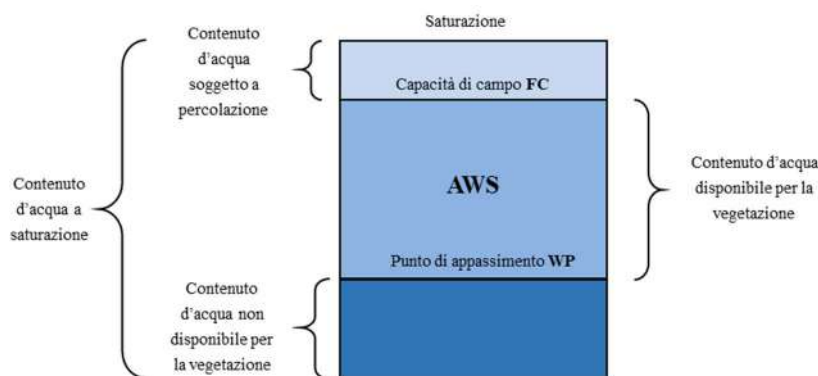 Saturazione
Contenuto
d’acqua
soggetto a
percolazione
Capacità di campo FC
Contenuto
d’acqua a
saturazione
AWS
Contenuto d’acqua
disponibile per la
vegetazione
Punto di appassimento WP
Contenuto
d’acqua non
disponibile per
la vegetazione